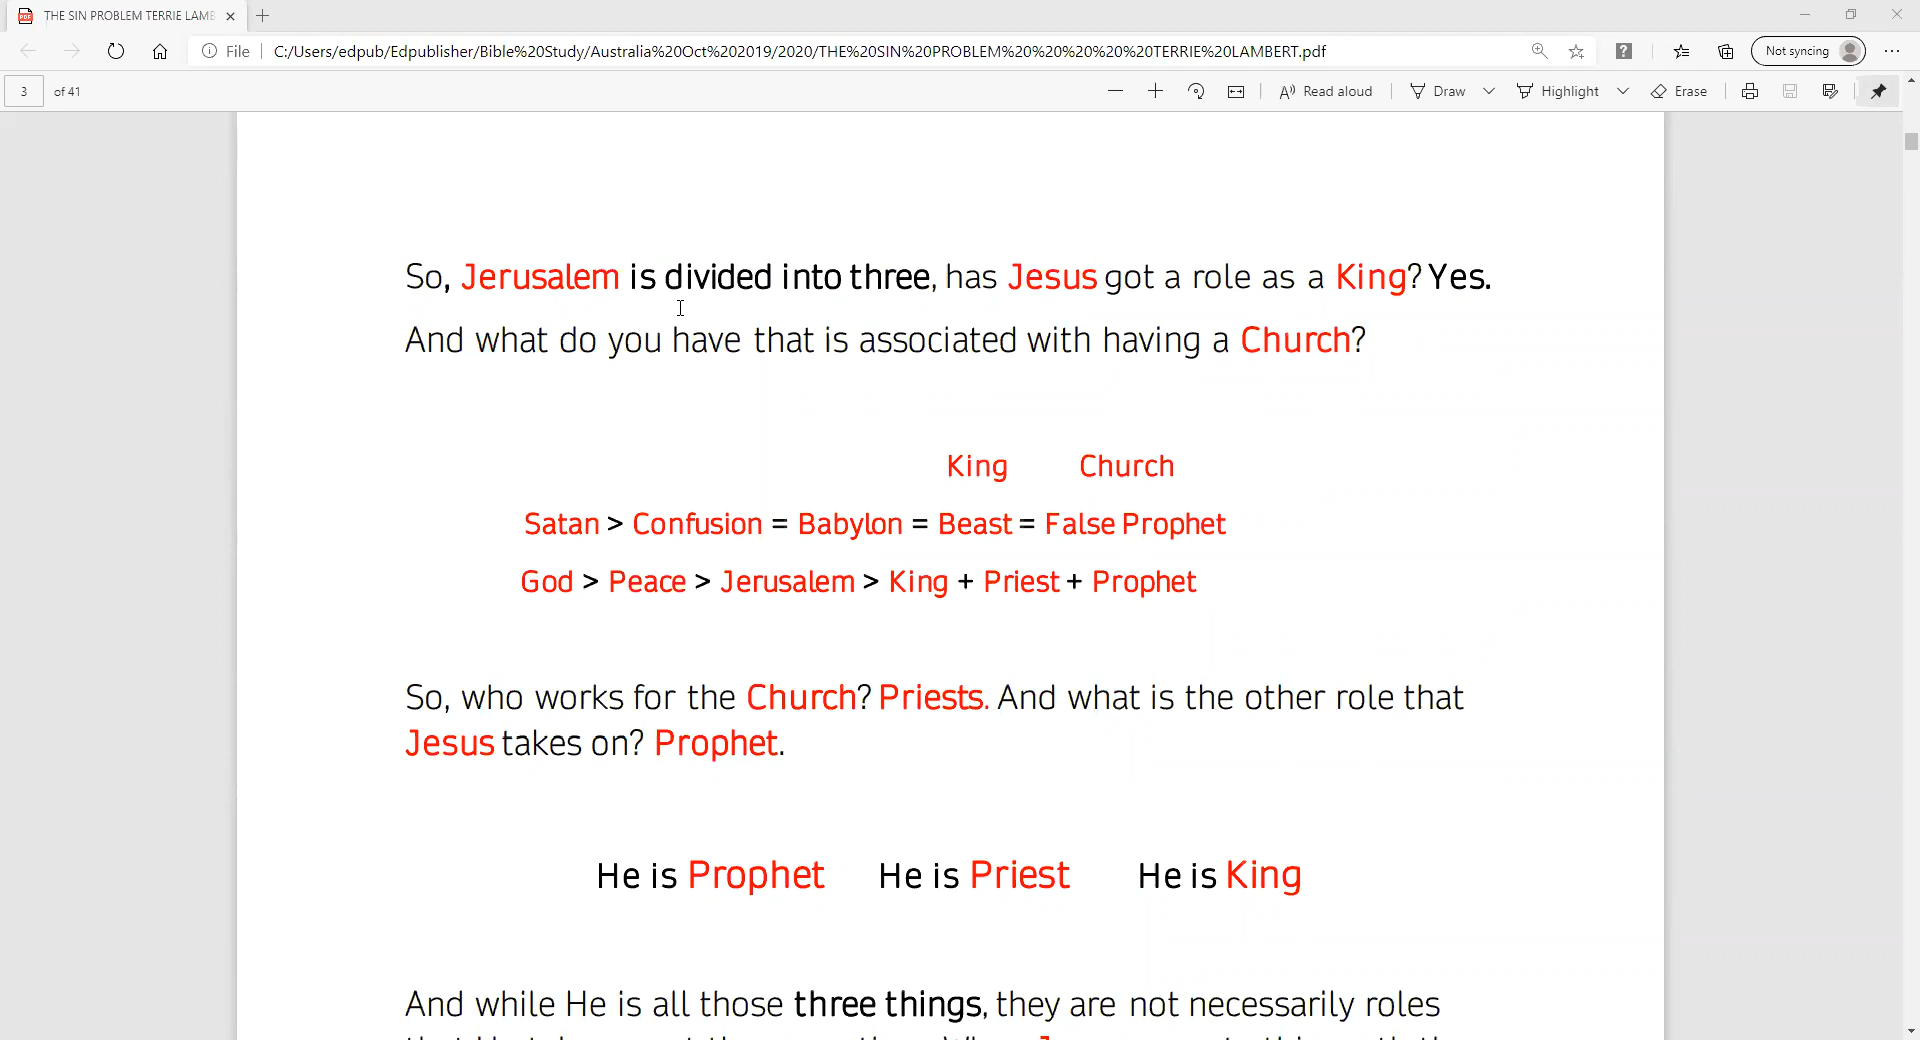 THE SIN PROBLEM TERRIE LAMB
File
C:/Users/edpub/Edpublisher/Bible%20Study/Australia%20Oct%202019/2020/THE%20SIN%20PROBLEM%20%20%20%20%20TERRIE%20LAMBERT.pdf
Not syncing
3 of 41
Read aloud
Draw
Highlight
Erase
So, Jerusalem is divided into three, has Jesus got a role as a King? Yes.
And what do you have that is associated with having a Church?
King Church
Satan > Confusion = Babylon = Beast = False Prophet
God > Peace > Jerusalem > King + Priest + Prophet
So, who works for the Church? Priests. And what is the other role that
Jesus takes on? Prophet.
He is Prophet He is Priest He is King
And while He is all those three things, they are not necessarily roles